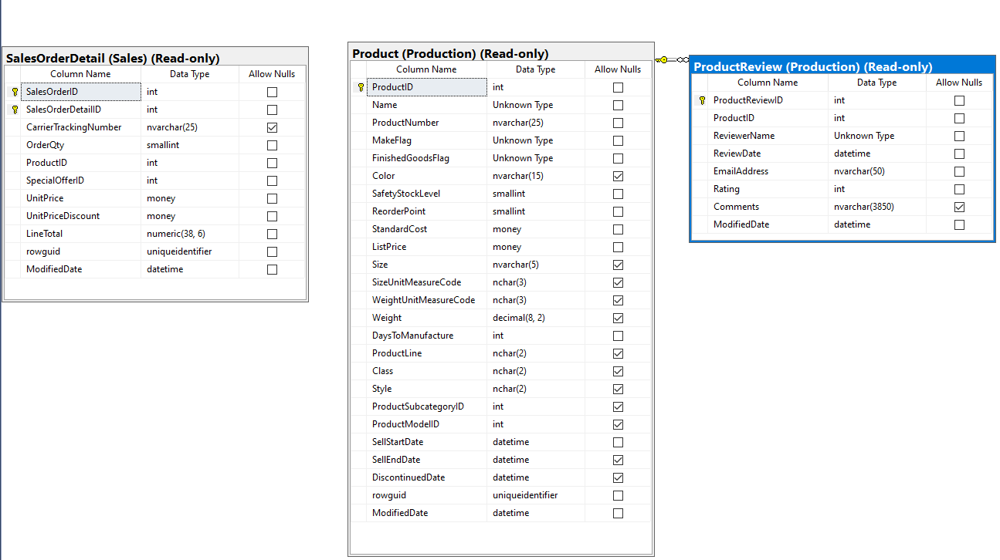 SalesOrderDetail (Sales) (Read-only)
Column Name Data Type Allow Nulls
SalesOrderID int
SalesOrderDetailID int
CarrierTrackingNumber nvarchar(25)
OrderQty smallint
ProductID int
SpecialOfferID int
UnitPrice money
UnitPriceDiscount money
LineTotal numeric(38, 6)
rowguid uniqueidentifier
ModifiedDate datetime
Product (Production) (Read-only)
Column Name Data Type Allow Nulls
ProductID int
Name Unknown Type
ProductNumber nvarchar(25)
MakeFlag Unknown Type
FinishedGoodsFlag Unknown Type
Color nvarchar(15)
SafetyStockLevel smallint
ReorderPoint smallint
StandardCost money
ListPrice money
Size nvarchar(5)
SizeUnitMeasureCode nchar(3)
WeightUnitMeasureCode nchar(3)
Weight decimal(8, 2)
DaysToManufacture int
ProductLine nchar(2)
Class nchar(2)
Style nchar(2)
ProductSubcategoryID int
ProductModelID int
SellStartDate datetime
SellEndDate datetime
DiscontinuedDate datetime
rowguid uniqueidentifier
ModifiedDate datetime
ProductReview (Production) (Read-only)
Column Name Data Type Allow Nulls
ProductReviewID int
ProductID int
ReviewerName Unknown Type
ReviewDate datetime
EmailAddress nvarchar(50)
Rating int
Comments nvarchar(3850)
ModifiedDate datetime